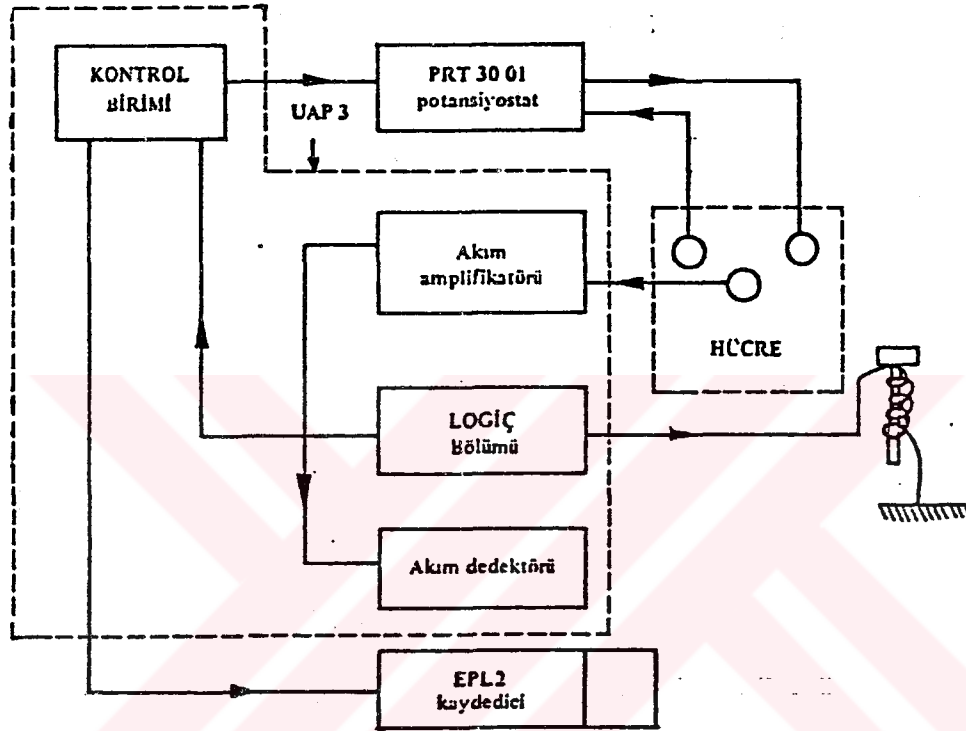 KONTROL
BİRİMİ
PRT 30 01
potansiyostat
UAP 3
Akım
amplifikatörü
HÜCRE
LOGİÇ
Bölümü
Akım dedektörü
EPL2
kaydedici